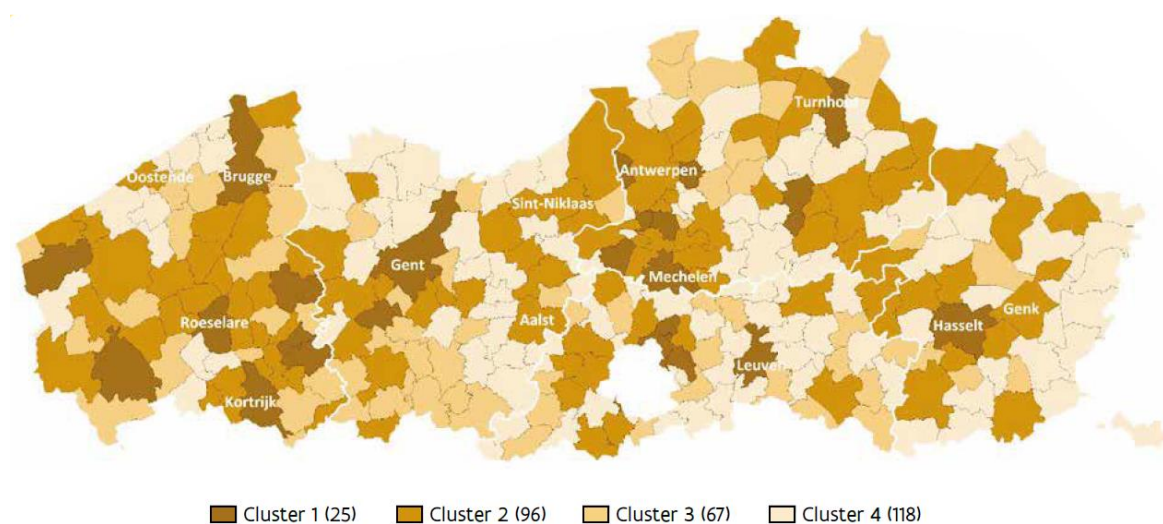 Turnhout
Antwerpen
Oostende
Brugge
Sint-Niklaas
Gent
Mechelen
Roeselare
Aalst
Genk
Hasselt
Leuven
Kortrijk
Cluster 1 (25) Cluster 2 (96) Cluster 3 (67) Cluster 4 (118)